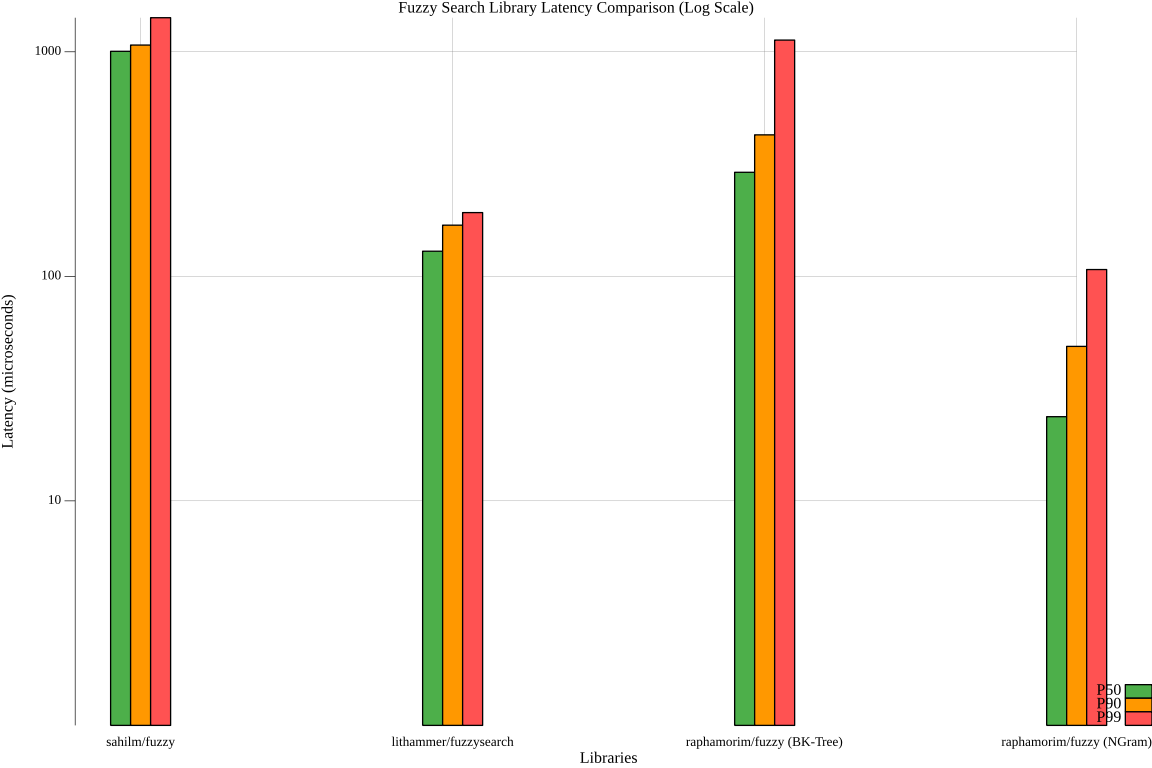 Fuzzy Search Library Latency Comparison (Log Scale)
1000
100
10
Latency (microseconds)
P50
P90
P99
sahilm/fuzzy
lithammer/fuzzysearch
raphamorim/fuzzy (BK-Tree)
raphamorim/fuzzy (NGram)
Libraries